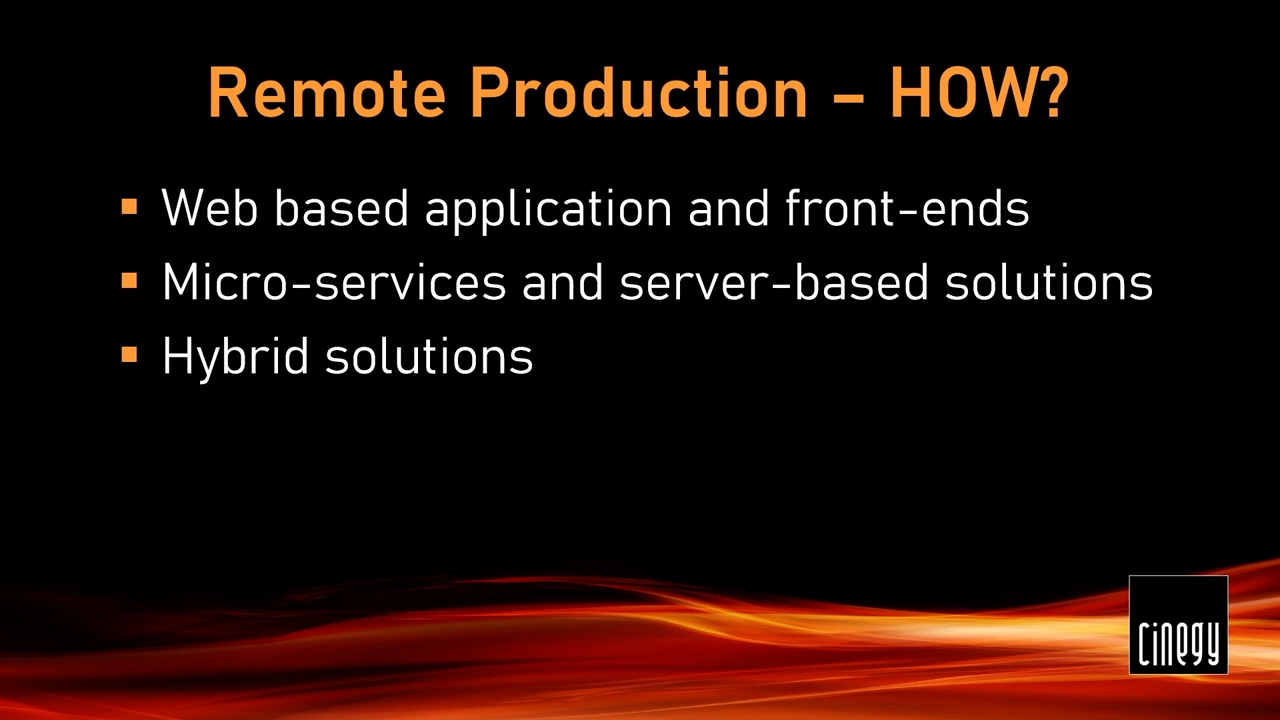 Remote Production – HOW?
Web based application and front-ends
Micro-services and server-based solutions
Hybrid solutions
cinegy